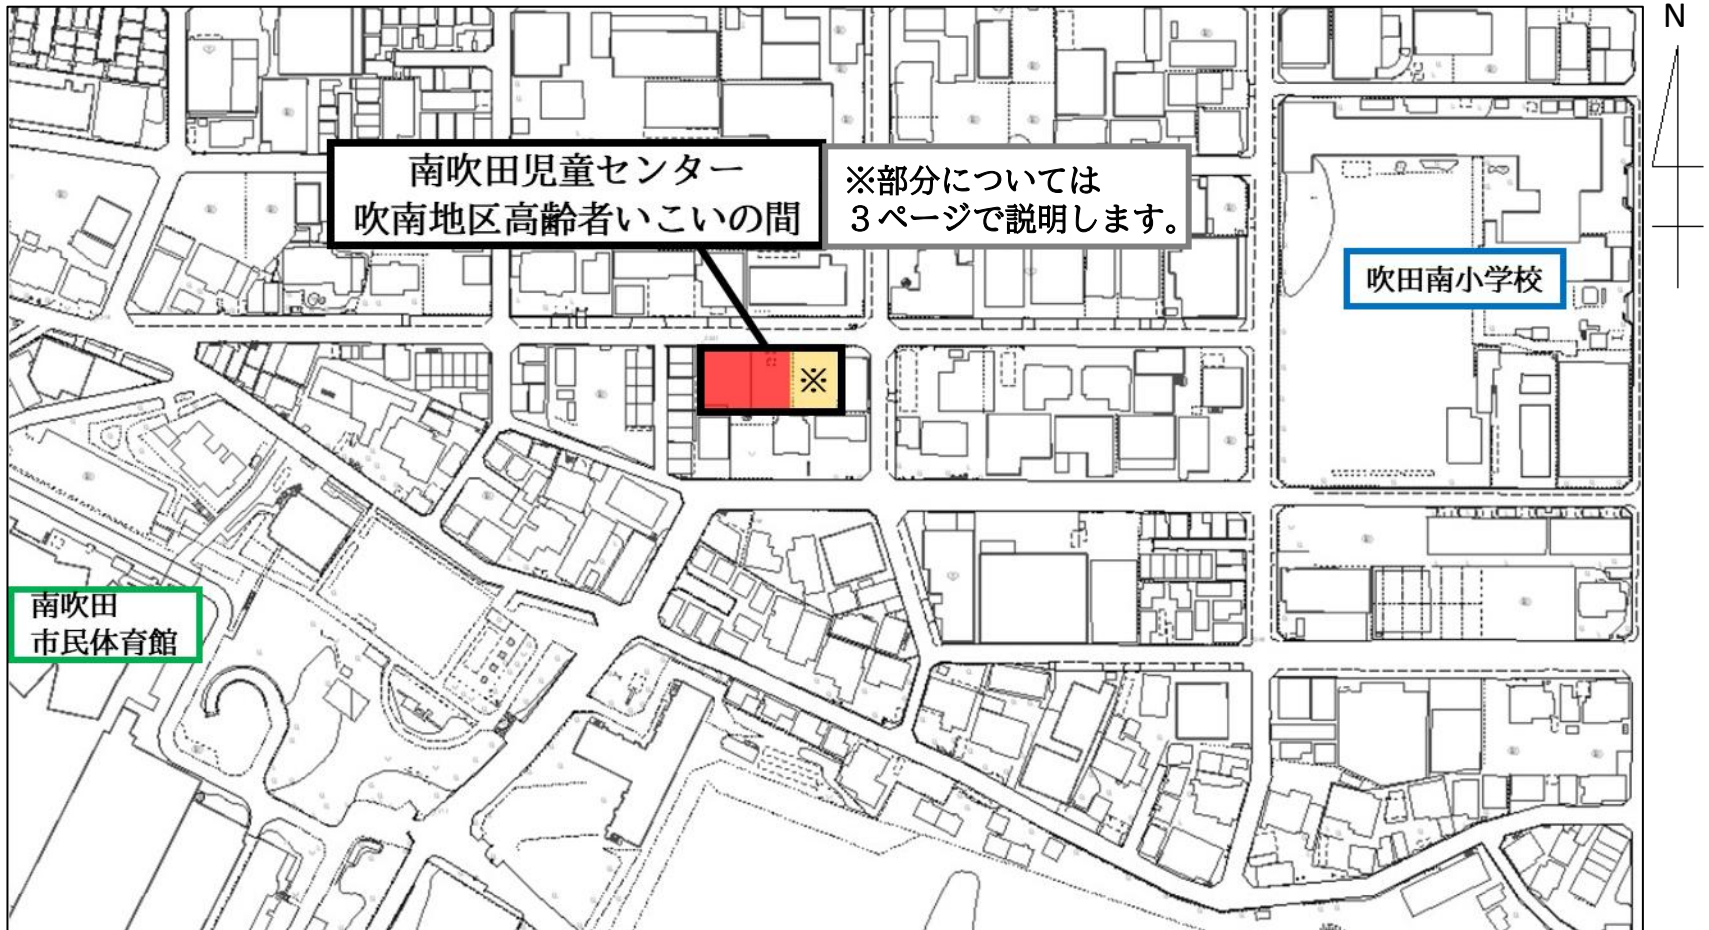 N
南吹田児童センター
吹南地区高齢者いこいの間
※部分については
３ページで説明します。
吹田南小学校
※
南吹田
市民体育館